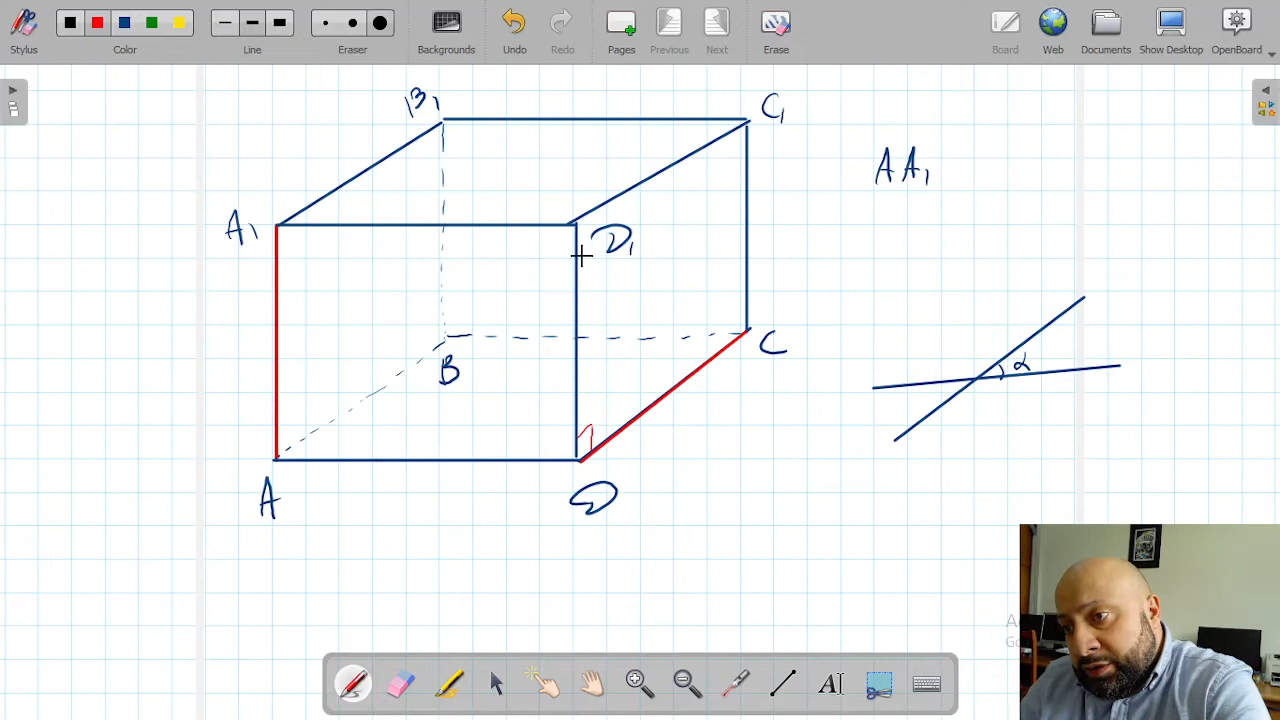 Stylus
Color
Line
Eraser
Backgrounds
Undo
Redo
Pages
Previous
Next
Erase
Board
Web
Documents
Show Desktop
OpenBoard
B₁
C₁
A A₁
A₁
D₁
α
C
B
A
D